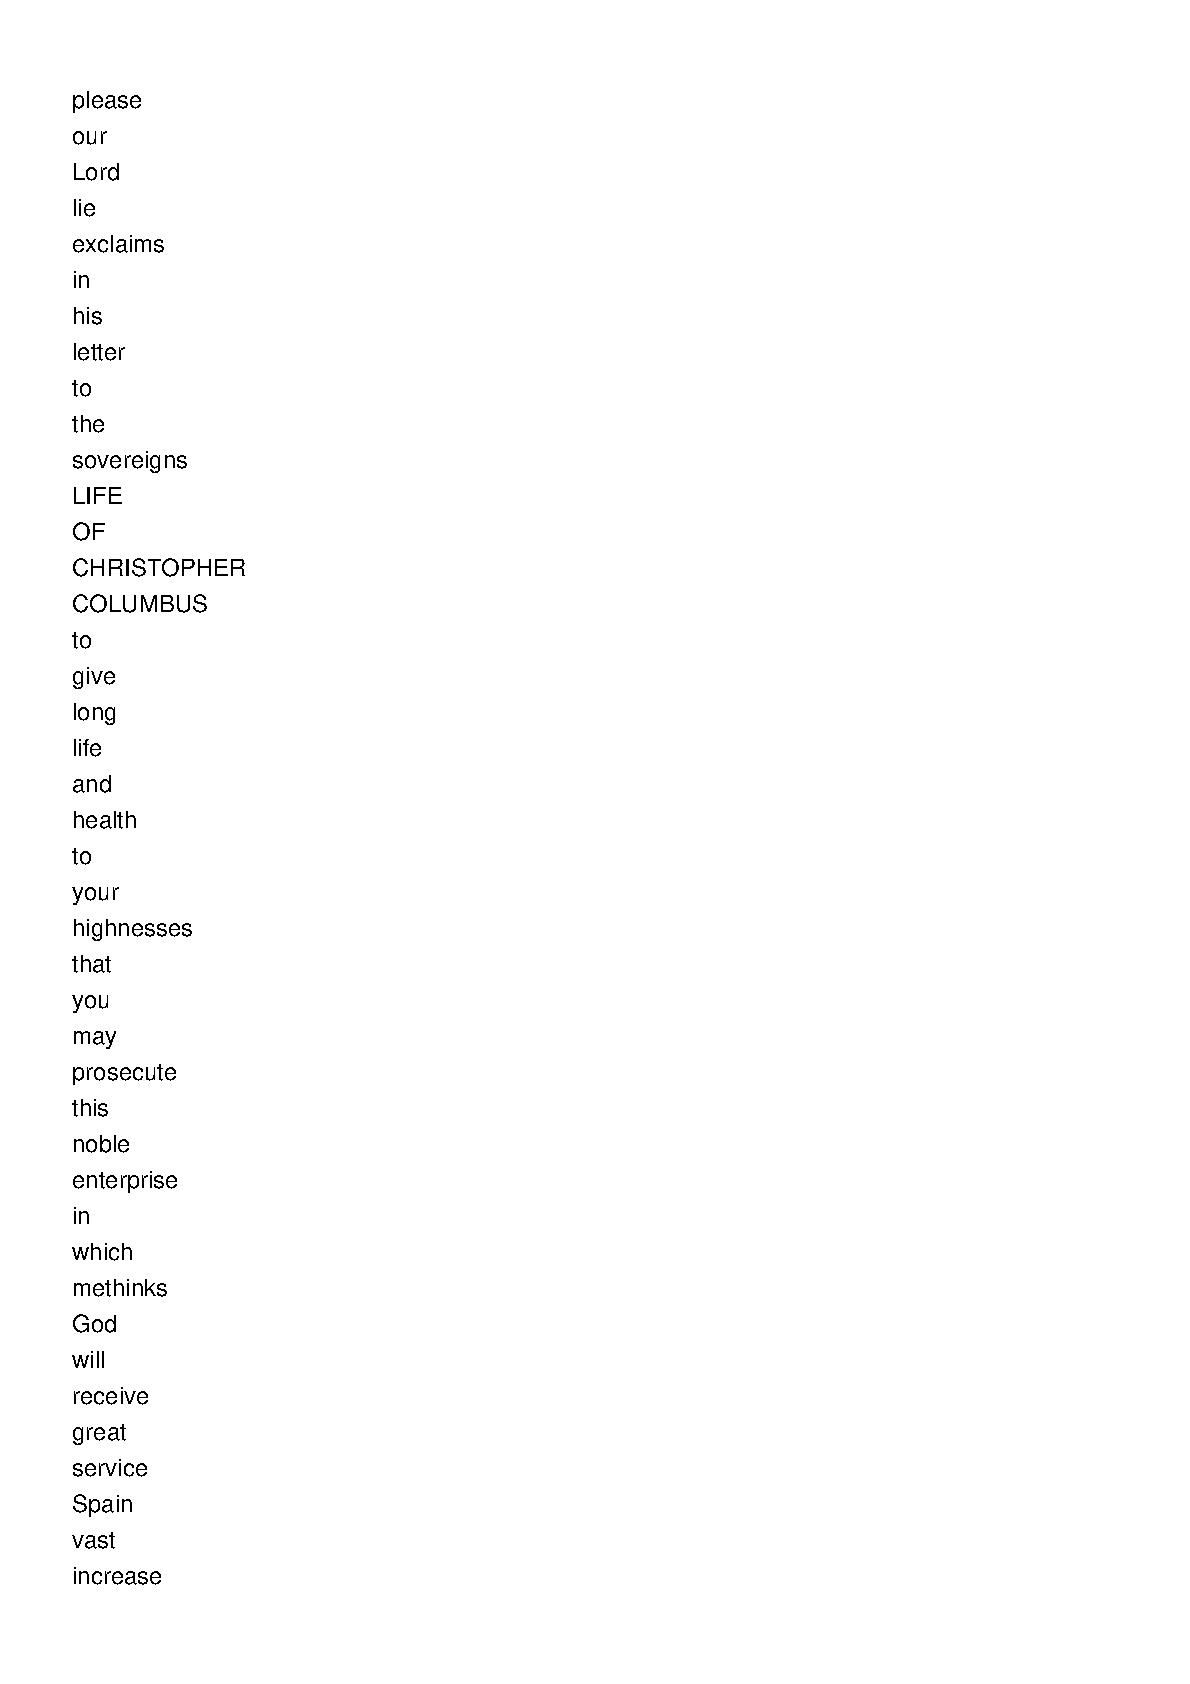 please
our
Lord
lie
exclaims
in
his
letter
to
the
sovereigns
LIFE
OF
CHRISTOPHER
COLUMBUS
to
give
long
life
and
health
to
your
highnesses
that
you
may
prosecute
this
noble
enterprise
in
which
methinks
God
will
receive
great
service
Spain
vast
increase